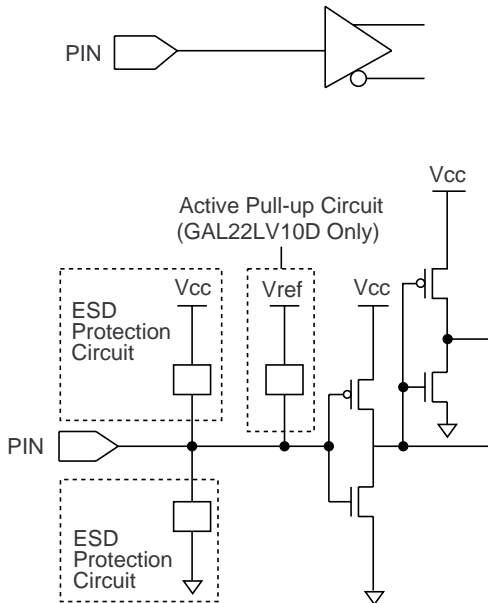 PIN
Vcc
Active Pull-up Circuit
(GAL22LV10D Only)
Vcc
Vref
Vcc
ESD
Protection
Circuit
PIN
ESD
Protection
Circuit